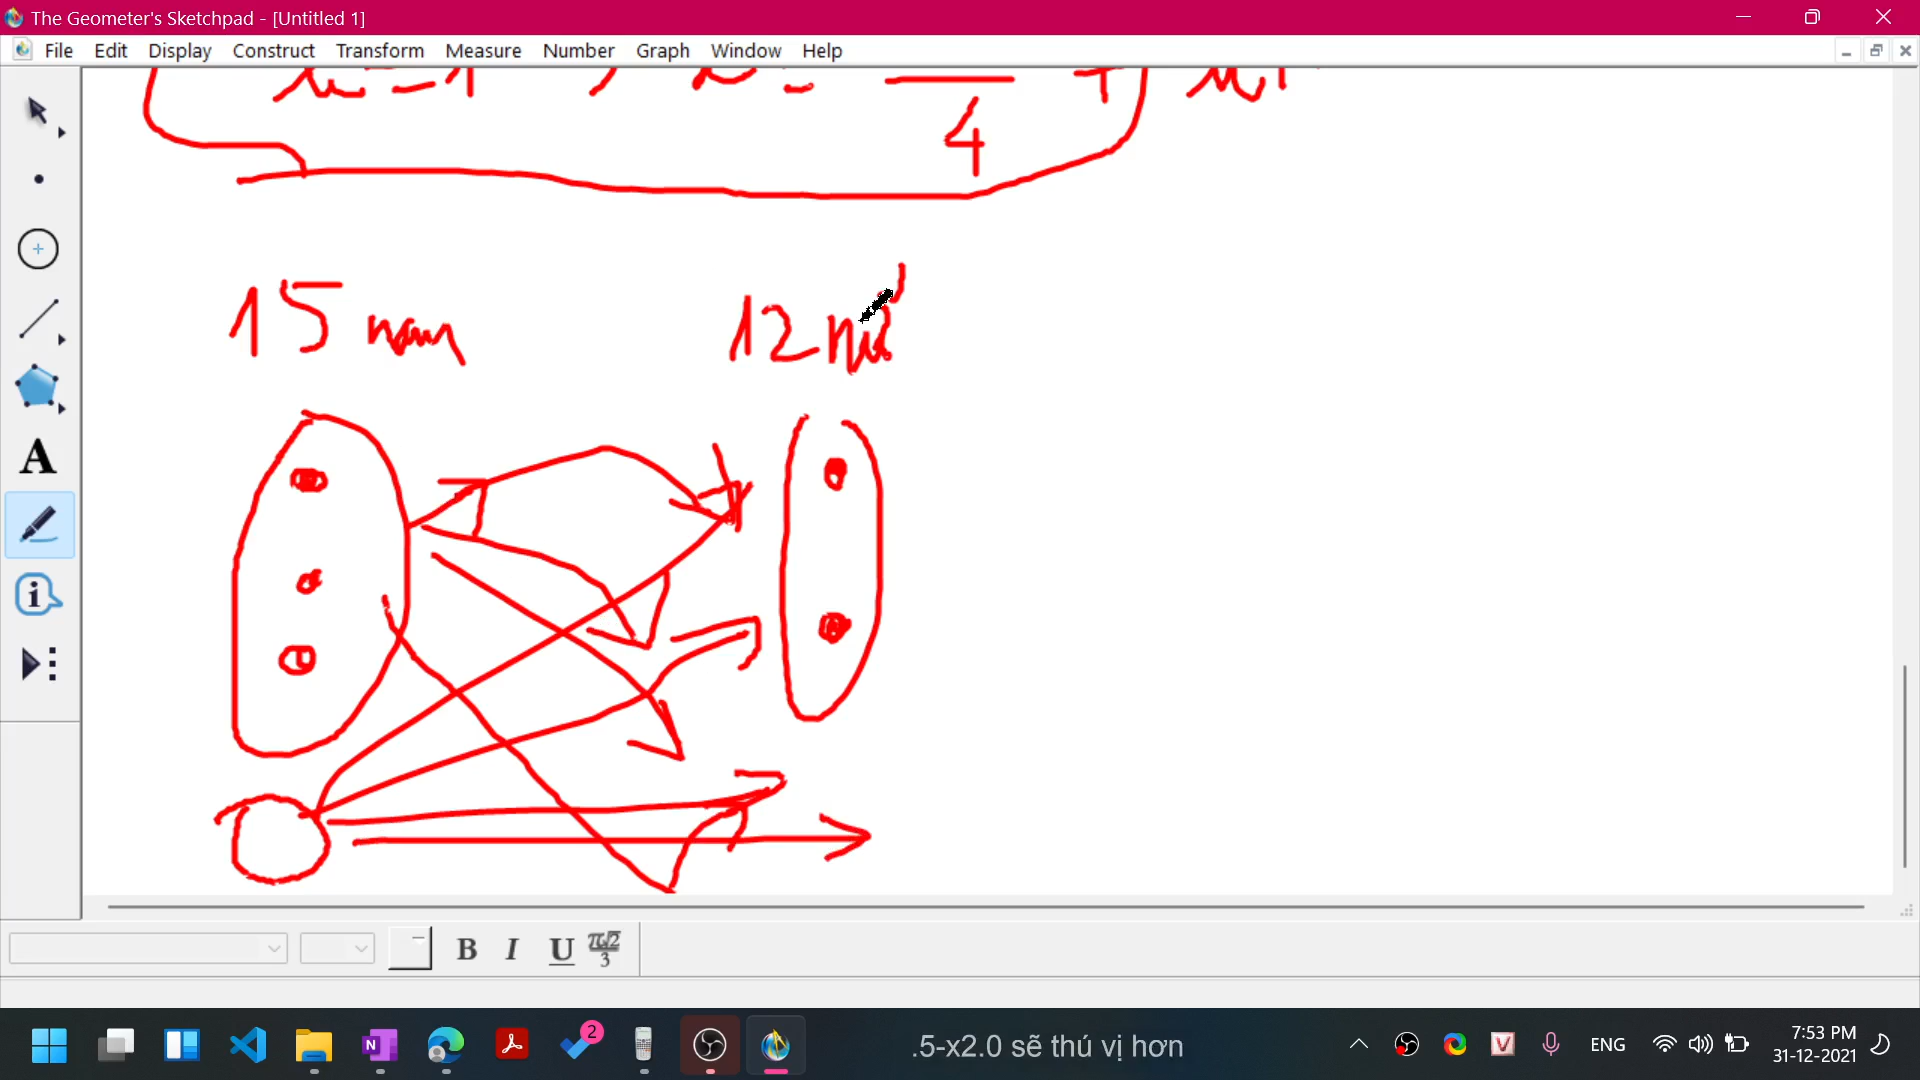 The Geometer's Sketchpad - [Untitled 1]
File Edit Display Construct Transform Measure Number Graph Window Help
4
15 nam 12 nữ
A
B I U
2
.5-x2.0 sẽ thú vị hơn
ENG
7:53 PM
31-12-2021